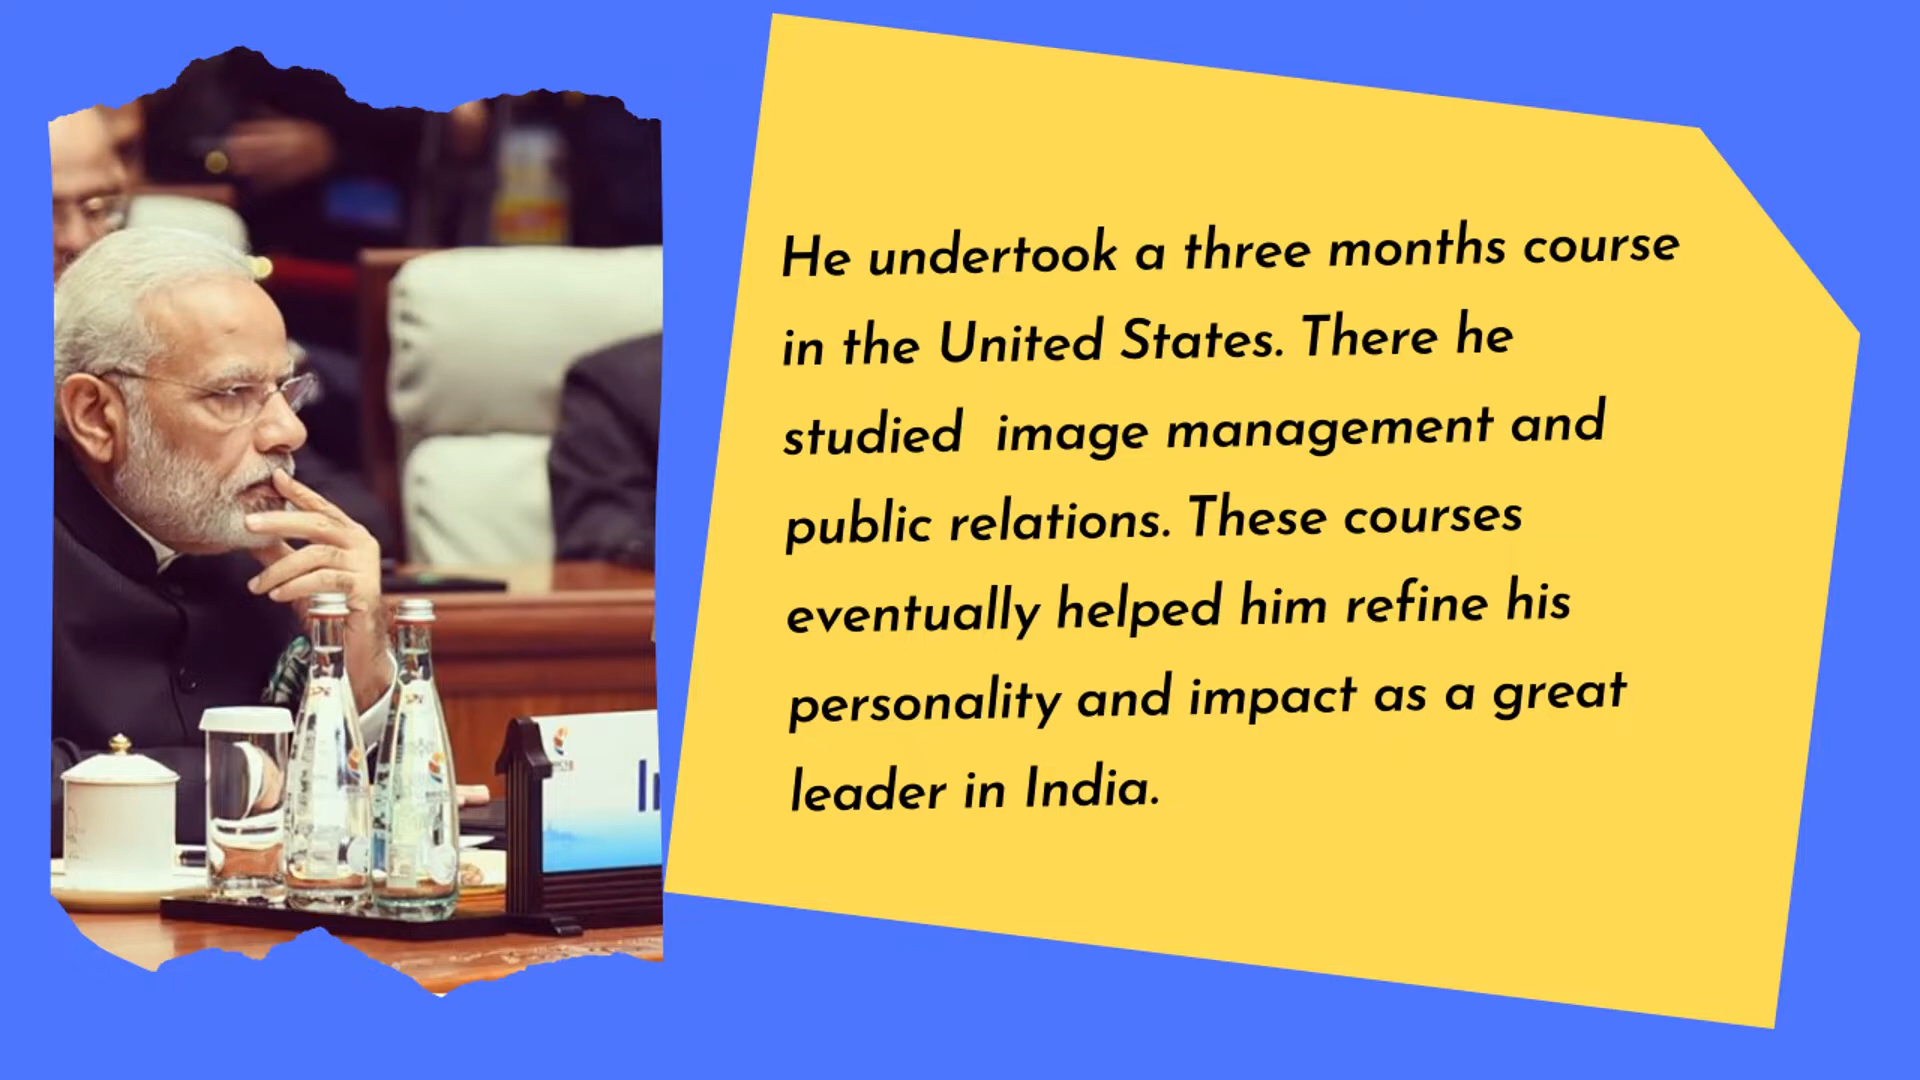 He undertook a three months course
in the United States. There he
studied  image management and
public relations. These courses
eventually helped him refine his
personality and impact as a great
leader in India.